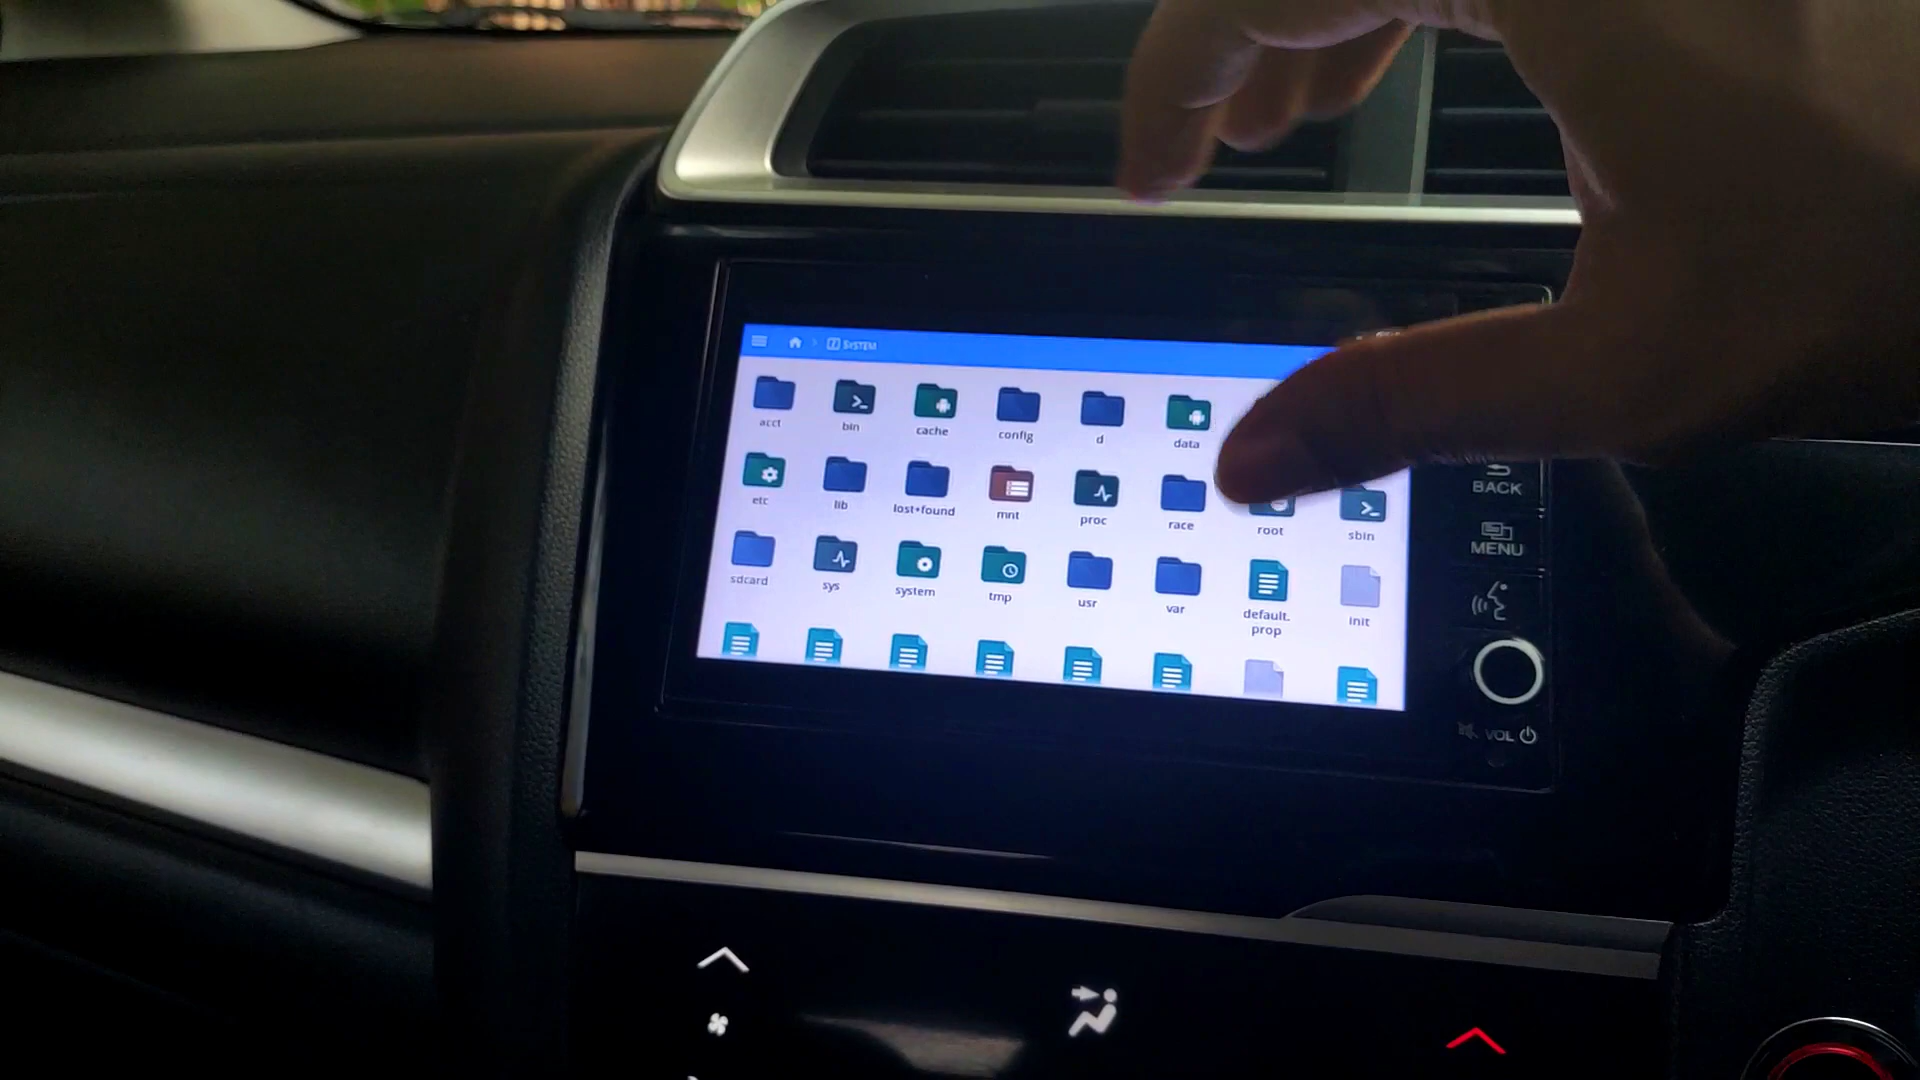 SYSTEM
acct bin cache config d data
etc lib lost+found mnt proc race root sbin
sdcard sys system tmp usr var default.
prop init
BACK
MENU
VOL